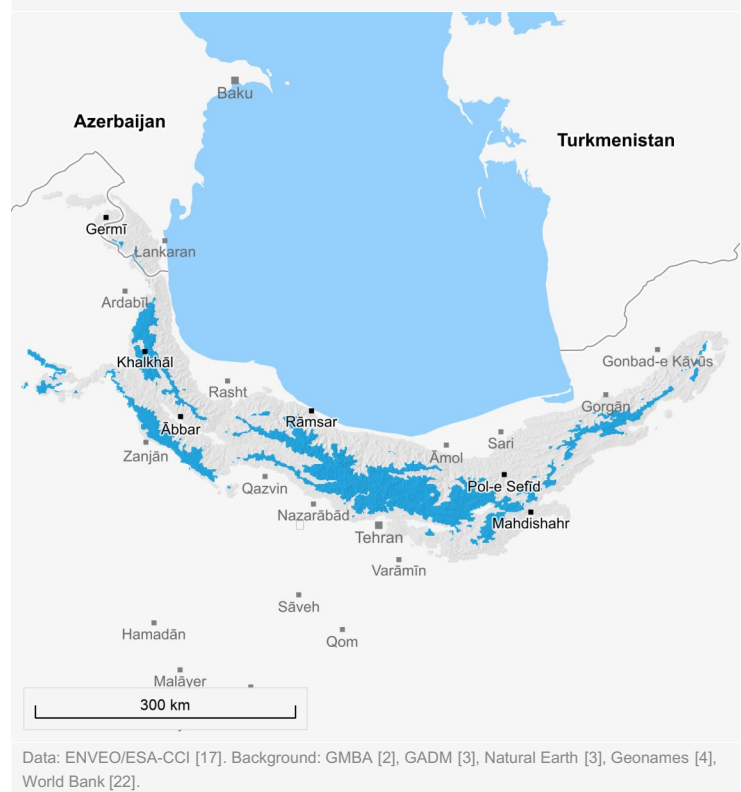 Baku
Azerbaijan
Turkmenistan
Germī
Lankaran
Ardabīl
Khalkhāl
Gonbad-e Kāvūs
Rasht
Gorgān
Rāmsar
Ābbar
Sari
Āmol
Zanjān
Pol-e Sefīd
Qazvin
Nazarābād
Mahdishahr
Tehran
Varāmīn
Sāveh
Hamadān
Qom
Malāyer
300 km
Data: ENVEO/ESA-CCI [17]. Background: GMBA [2], GADM [3], Natural Earth [3], Geonames [4],
World Bank [22].